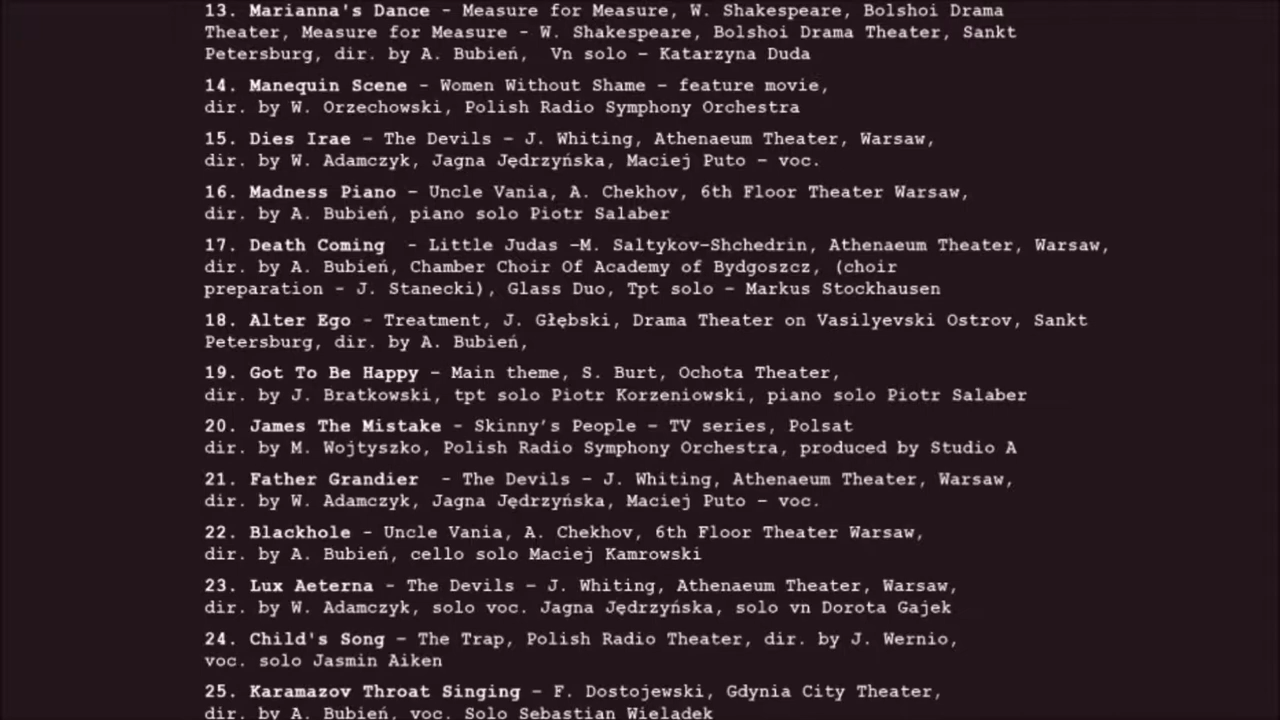 13. Marianna's Dance - Measure for Measure, W. Shakespeare, Bolshoi Drama
Theater, Measure for Measure - W. Shakespeare, Bolshoi Drama Theater, Sankt
Petersburg, dir. by A. Bubień,  Vn solo – Katarzyna Duda
14. Manequin Scene - Women Without Shame – feature movie,
dir. by W. Orzechowski, Polish Radio Symphony Orchestra
15. Dies Irae – The Devils – J. Whiting, Athenaeum Theater, Warsaw,
dir. by W. Adamczyk, Jagna Jędrzyńska, Maciej Puto – voc.
16. Madness Piano – Uncle Vania, A. Chekhov, 6th Floor Theater Warsaw,
dir. by A. Bubień, piano solo Piotr Salaber
17. Death Coming  - Little Judas –M. Saltykov-Shchedrin, Athenaeum Theater, Warsaw,
dir. by A. Bubień, Chamber Choir Of Academy of Bydgoszcz, (choir
preparation - J. Stanecki), Glass Duo, Tpt solo – Markus Stockhausen
18. Alter Ego - Treatment, J. Głębski, Drama Theater on Vasilyevski Ostrov, Sankt
Petersburg, dir. by A. Bubień,
19. Got To Be Happy – Main theme, S. Burt, Ochota Theater,
dir. by J. Bratkowski, tpt solo Piotr Korzeniowski, piano solo Piotr Salaber
20. James The Mistake - Skinny’s People – TV series, Polsat
dir. by M. Wojtyszko, Polish Radio Symphony Orchestra, produced by Studio A
21. Father Grandier  - The Devils – J. Whiting, Athenaeum Theater, Warsaw,
dir. by W. Adamczyk, Jagna Jędrzyńska, Maciej Puto – voc.
22. Blackhole - Uncle Vania, A. Chekhov, 6th Floor Theater Warsaw,
dir. by A. Bubień, cello solo Maciej Kamrowski
23. Lux Aeterna - The Devils – J. Whiting, Athenaeum Theater, Warsaw,
dir. by W. Adamczyk, solo voc. Jagna Jędrzyńska, solo vn Dorota Gajek
24. Child's Song – The Trap, Polish Radio Theater, dir. by J. Wernio,
voc. solo Jasmin Aiken
25. Karamazov Throat Singing – F. Dostojewski, Gdynia City Theater,
dir. by A. Bubień, voc. Solo Sebastian Wieladek